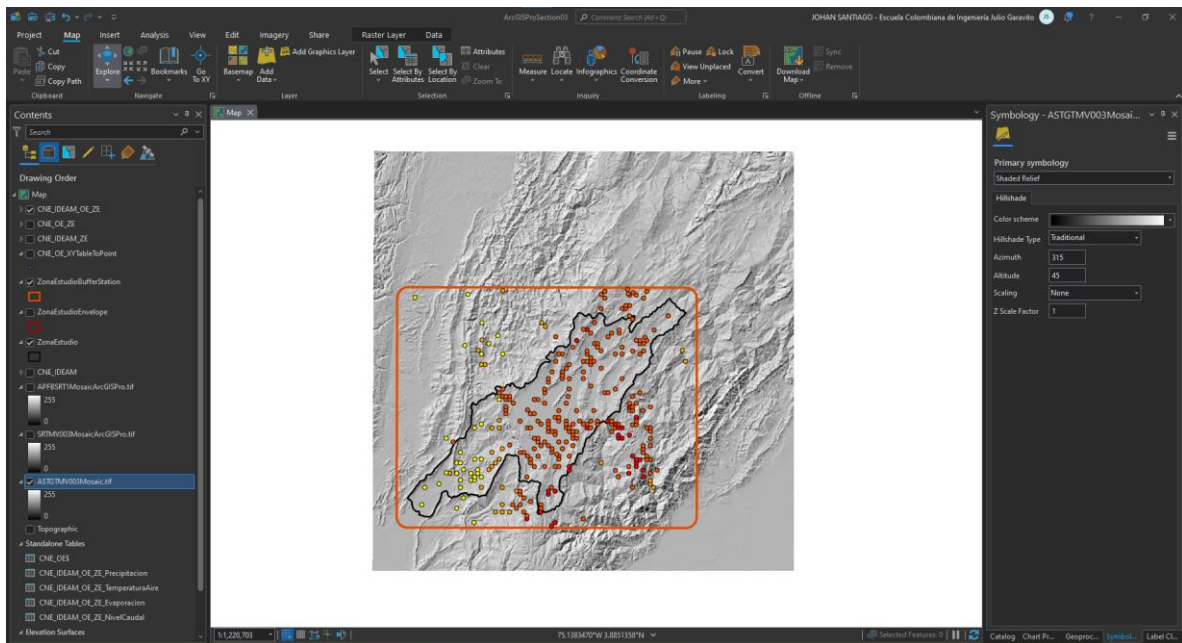 ArcGISProSection03
Command Search (Alt+Q)
JOHAN SANTIAGO - Escuela Colombiana de Ingeniería Julio Garavito
JS
?
Project Map Insert Analysis View Edit Imagery Share Raster Layer Data
Paste
Cut
Copy
Copy Path
Clipboard
Explore
Bookmarks
Go To XY
Navigate
Basemap
Add Data
Add Graphics Layer
Layer
Select
Select By Attributes
Select By Location
Attributes
Clear
Zoom To
Selection
Measure
Locate
Infographics
Coordinate Conversion
Inquiry
Pause
Lock
View Unplaced
More
Convert
Labeling
Download Map
Sync
Remove
Offline
Contents
Search
Drawing Order
Map
CNE_IDEAM_OE_ZE
CNE_OE_ZE
CNE_IDEAM_ZE
CNE_OE_XYTableToPoint
ZonaEstudioBufferStation
ZonaEstudioEnvelope
ZonaEstudio
CNE_IDEAM
APFBSRT1MosaicArcGISPro.tif
255
0
SRTMV003MosaicArcGISPro.tif
255
0
ASTGTMV003Mosaic.tif
255
0
Topographic
Standalone Tables
CNE_OES
CNE_IDEAM_OE_ZE_Precipitacion
CNE_IDEAM_OE_ZE_TemperaturaAire
CNE_IDEAM_OE_ZE_Evaporacion
CNE_IDEAM_OE_ZE_NivelCaudal
Elevation Surfaces
Map
1:1,220,703
75.1383470°W 3.6851358°N
Selected Features: 0
Symbology - ASTGTMV003Mosai...
Primary symbology
Shaded Relief
Hillshade
Color scheme
Hillshade Type Traditional
Azimuth 315
Altitude 45
Scaling None
Z Scale Factor 1
Catalog Chart Pr... Geoproc... Symbol... Label Cl...